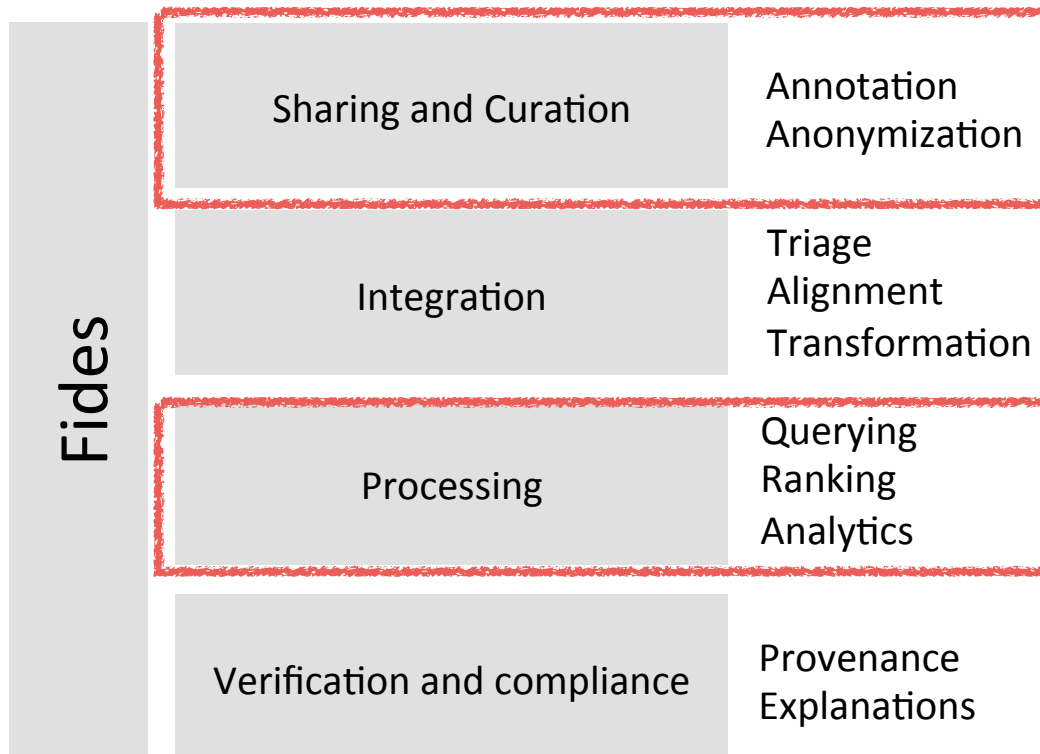 Fides
Sharing and Curation
Annotation
Anonymization
Integration
Triage
Alignment
Transformation
Processing
Querying
Ranking
Analytics
Verification and compliance
Provenance
Explanations